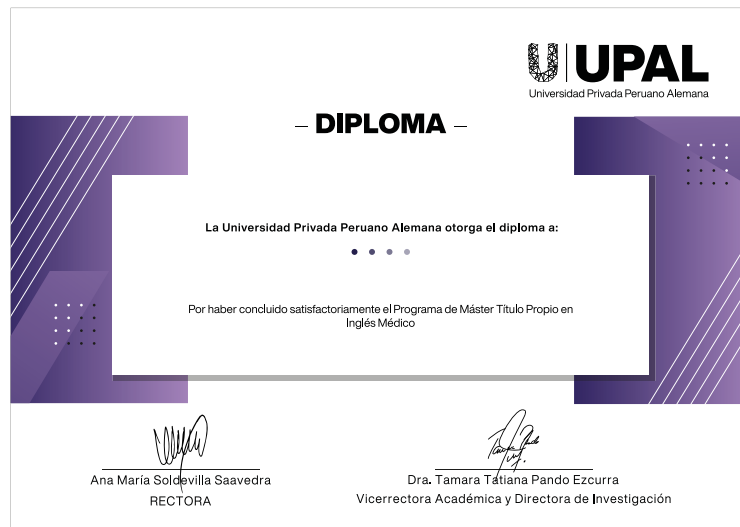 UPAL
Universidad Privada Peruano Alemana
– DIPLOMA –
La Universidad Privada Peruano Alemana otorga el diploma a:
Por haber concluido satisfactoriamente el Programa de Máster Título Propio en
Inglés Médico
Ana María Soldevilla Saavedra
RECTORA
Dra. Tamara Tatiana Pando Ezcurra
Vicerrectora Académica y Directora de Investigación